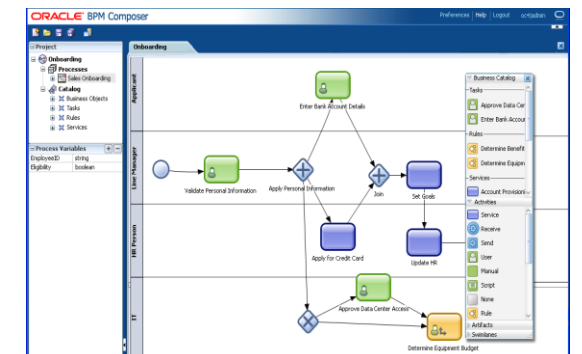 ORACLE BPM Composer
Preferences | Help | Logout
Project
Onboarding
Processes
Sales Onboarding
Catalog
Business Objects
Tasks
Rules
Services
Process Variables
EmployeeID string
Eligibility boolean
Onboarding
Applicant
Line Manager
HR Person
IT
Enter Bank Account Details
Validate Personal Information
Apply Personal Information
Join
Set Goals
Apply for Credit Card
Update HR
Approve Data Center Access
Determine Equipment Budget
Business Catalog
Tasks
Approve Data Cer
Enter Bank Accour
Rules
Determine Benefit
Determine Equipm
Services
Account Provisioni
Activities
Service
Receive
Send
User
Manual
Script
None
Rule
Artifacts
Swimlanes